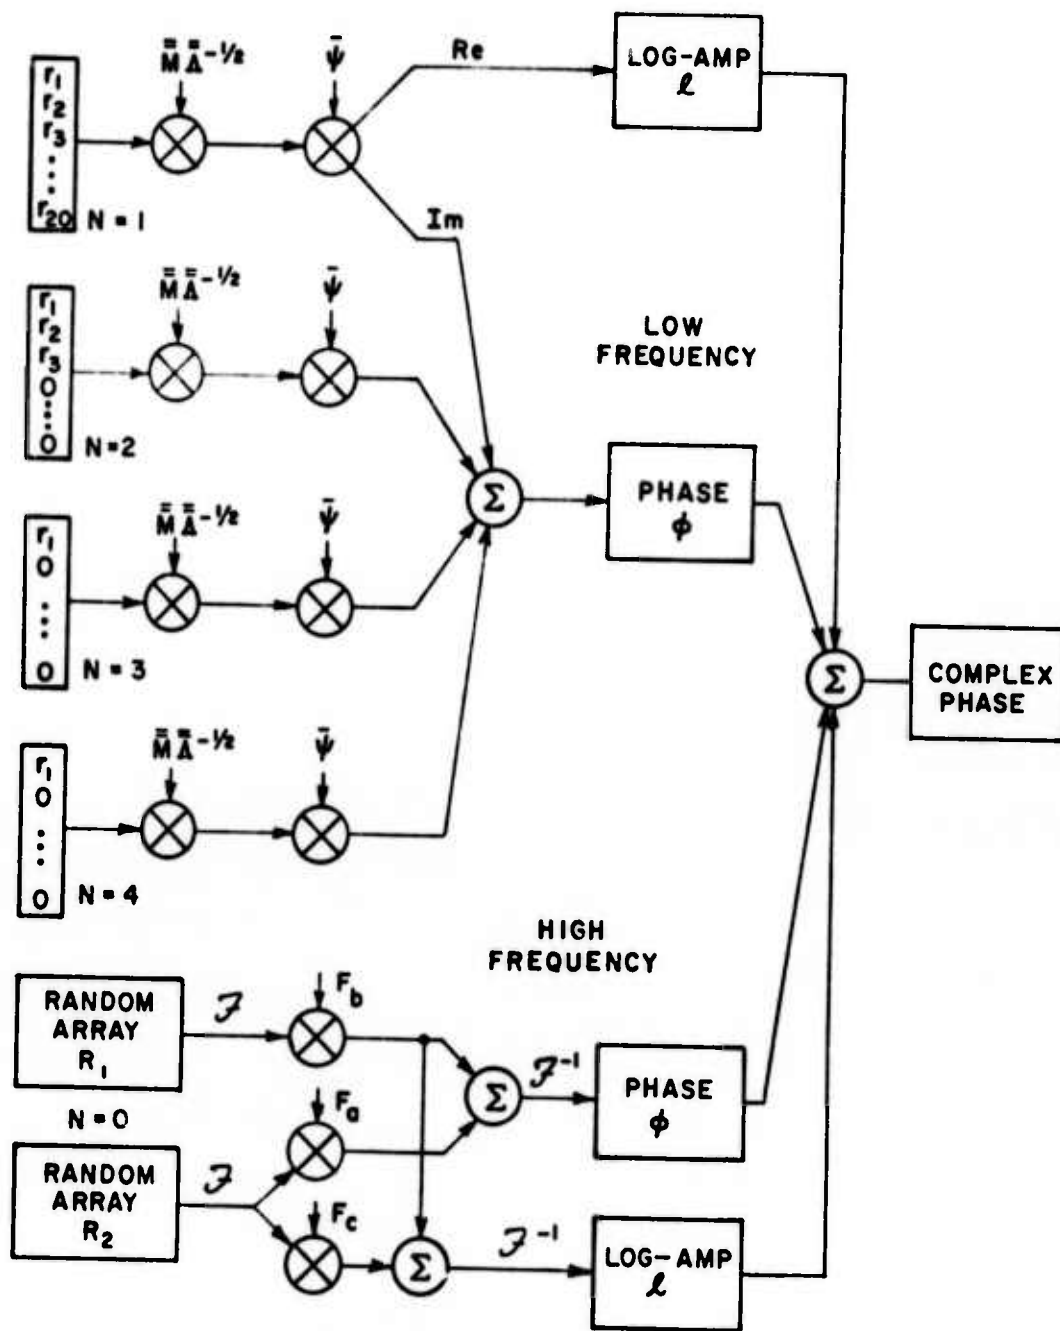 M̿ Λ̿^-1/2
ψ̄
Re
LOG-AMP
ℓ
r1
r2
r3
⋮
r20
N = 1
Im
M̿ Λ̿^-1/2
ψ̄
r1
r2
r3
0
⋮
0
N = 2
LOW
FREQUENCY
M̿ Λ̿^-1/2
ψ̄
Σ
PHASE
ϕ
r1
0
⋮
0
N = 3
Σ
COMPLEX
PHASE
M̿ Λ̿^-1/2
ψ̄
r1
0
⋮
0
N = 4
HIGH
FREQUENCY
RANDOM
ARRAY
R1
ℱ
Fb
N = 0
Fa
Σ
ℱ^-1
PHASE
ϕ
RANDOM
ARRAY
R2
ℱ
Fc
Σ
ℱ^-1
LOG-AMP
ℓ